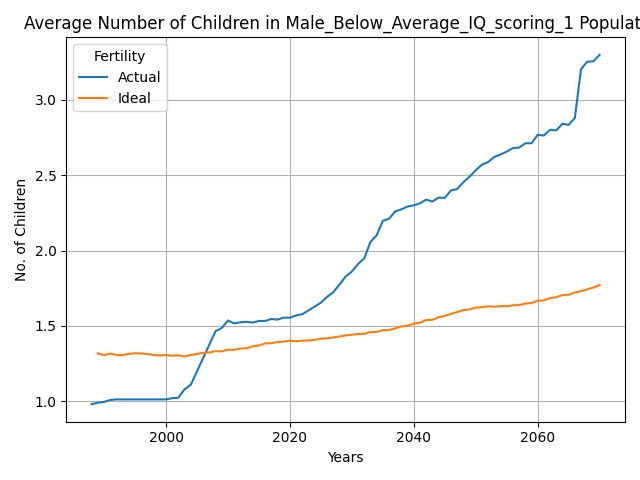 Average Number of Children in Male_Below_Average_IQ_scoring_1 Populat
Fertility
Actual
Ideal
No. of Children
3.0
2.5
2.0
1.5
1.0
2000
2020
2040
2060
Years